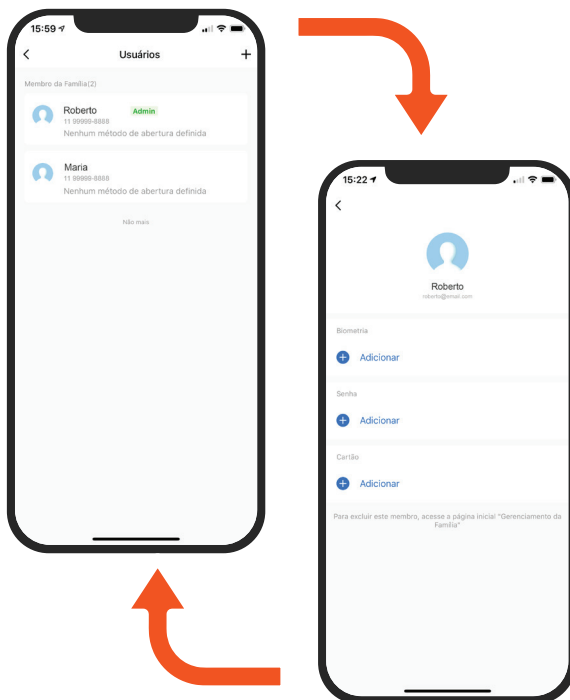 15:59
Usuários
Membro da Família(2)
Roberto Admin
11 99999-8888
Nenhum método de abertura definida
Maria
11 99999-8888
Nenhum método de abertura definida
Não mais
15:22
Roberto
roberto@email.com
Biometria
Adicionar
Senha
Adicionar
Cartão
Adicionar
Para excluir este membro, acesse a página inicial "Gerenciamento da
Família"